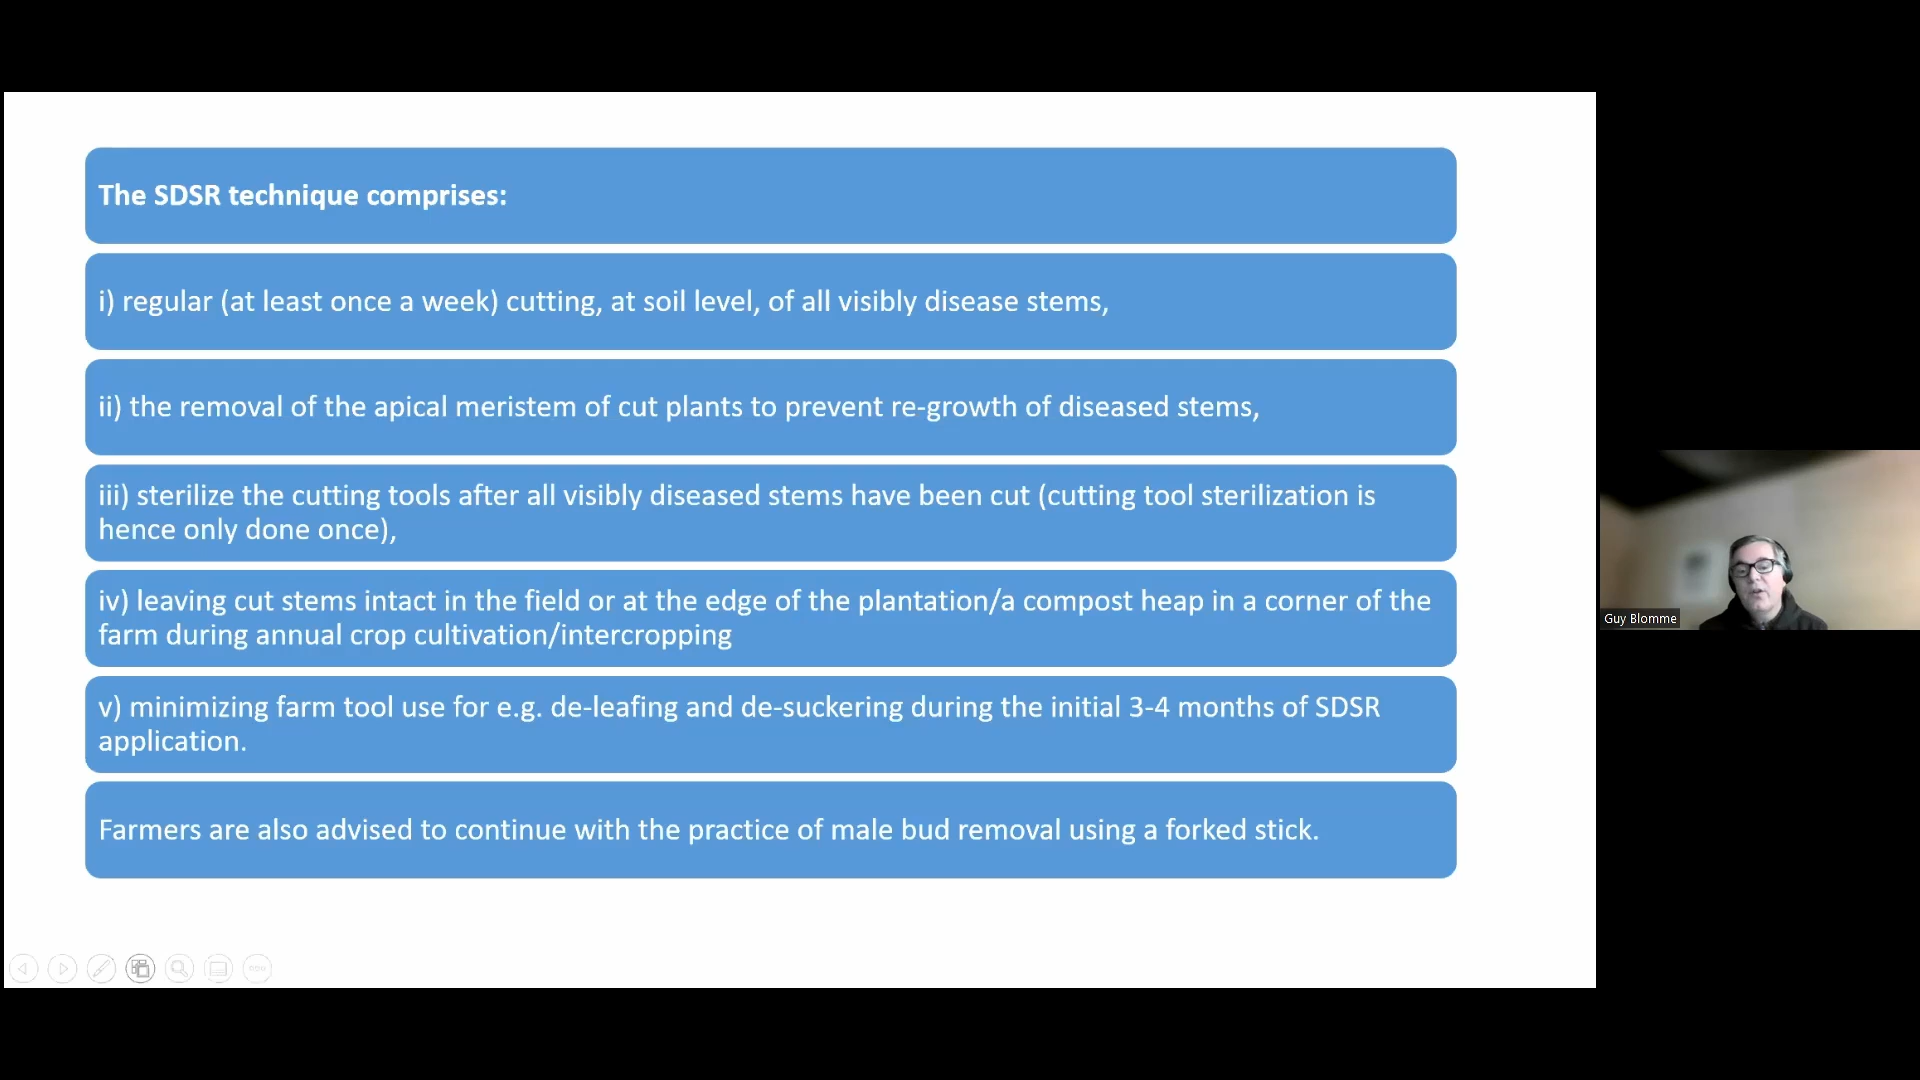 The SDSR technique comprises:
i) regular (at least once a week) cutting, at soil level, of all visibly disease stems,
ii) the removal of the apical meristem of cut plants to prevent re-growth of diseased stems,
iii) sterilize the cutting tools after all visibly diseased stems have been cut (cutting tool sterilization is
hence only done once),
iv) leaving cut stems intact in the field or at the edge of the plantation/a compost heap in a corner of the
farm during annual crop cultivation/intercropping
v) minimizing farm tool use for e.g. de-leafing and de-suckering during the initial 3-4 months of SDSR
application.
Farmers are also advised to continue with the practice of male bud removal using a forked stick.
Guy Blomme